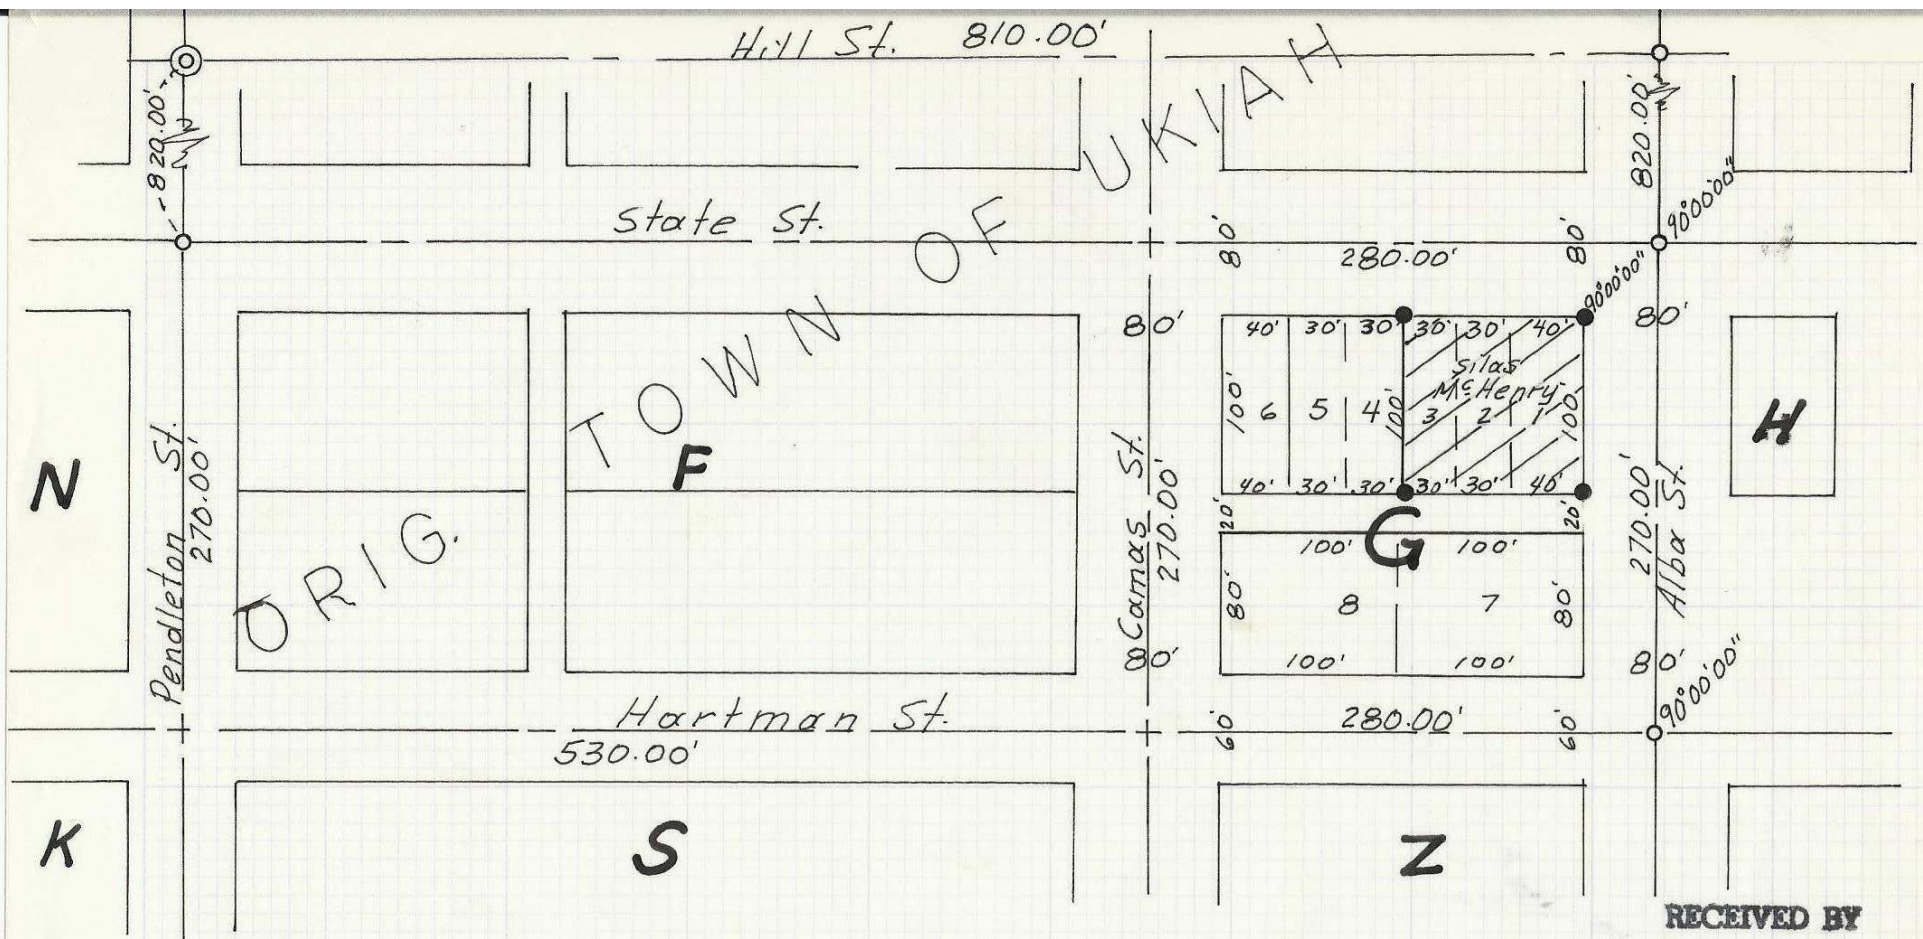 Hill St. 810.00'
820.00'
820.00'
ORIG. TOWN OF UKIAH
State St.
80' 280.00' 80'
90°00'00"
90°00'00"
80' 80'
40' 30' 30' 30' 30' 40'
Silas
McHenry
100' 6 5 4 100' 3 2 1 100'
40' 30' 30' 30' 30' 40'
N
F
G
H
Pendleton St.
270.00'
Camas St.
270.00'
270.00'
Alba St.
20' 20'
100' 100'
80' 8 7 80'
100' 100'
80' 80'
90°00'00"
Hartman St.
530.00'
60' 280.00' 60'
K
S
Z
RECEIVED BY